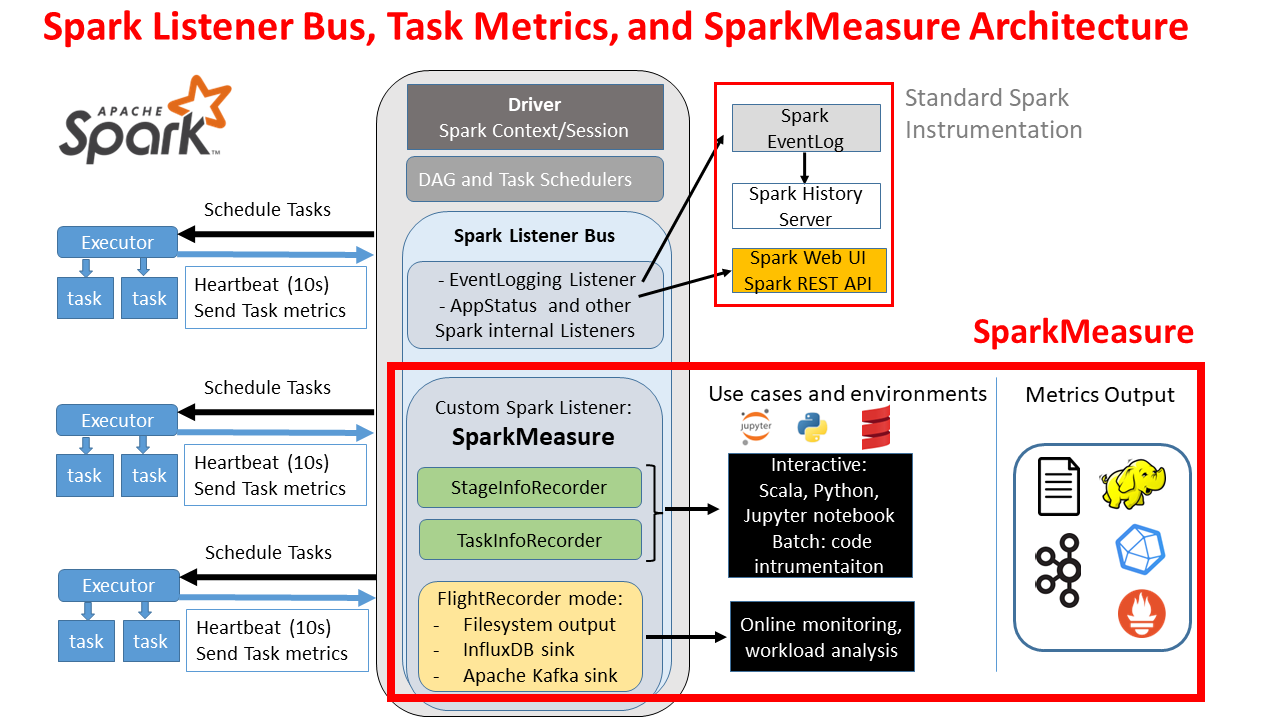 Spark Listener Bus, Task Metrics, and SparkMeasure Architecture
APACHE
Spark
TM
Driver
Spark Context/Session
DAG and Task Schedulers
Spark Listener Bus
- EventLogging Listener
- AppStatus and other
Spark internal Listeners
Spark
EventLog
Spark History
Server
Spark Web UI
Spark REST API
Standard Spark
Instrumentation
Schedule Tasks
Executor
task
task
Heartbeat (10s)
Send Task metrics
Schedule Tasks
Executor
task
task
Heartbeat (10s)
Send Task metrics
Schedule Tasks
Executor
task
task
Heartbeat (10s)
Send Task metrics
SparkMeasure
Custom Spark Listener:
SparkMeasure
StageInfoRecorder
TaskInfoRecorder
FlightRecorder mode:
- Filesystem output
- InfluxDB sink
- Apache Kafka sink
Use cases and environments
jupyter
Interactive:
Scala, Python,
Jupyter notebook
Batch: code
intrumentaiton
Online monitoring,
workload analysis
Metrics Output